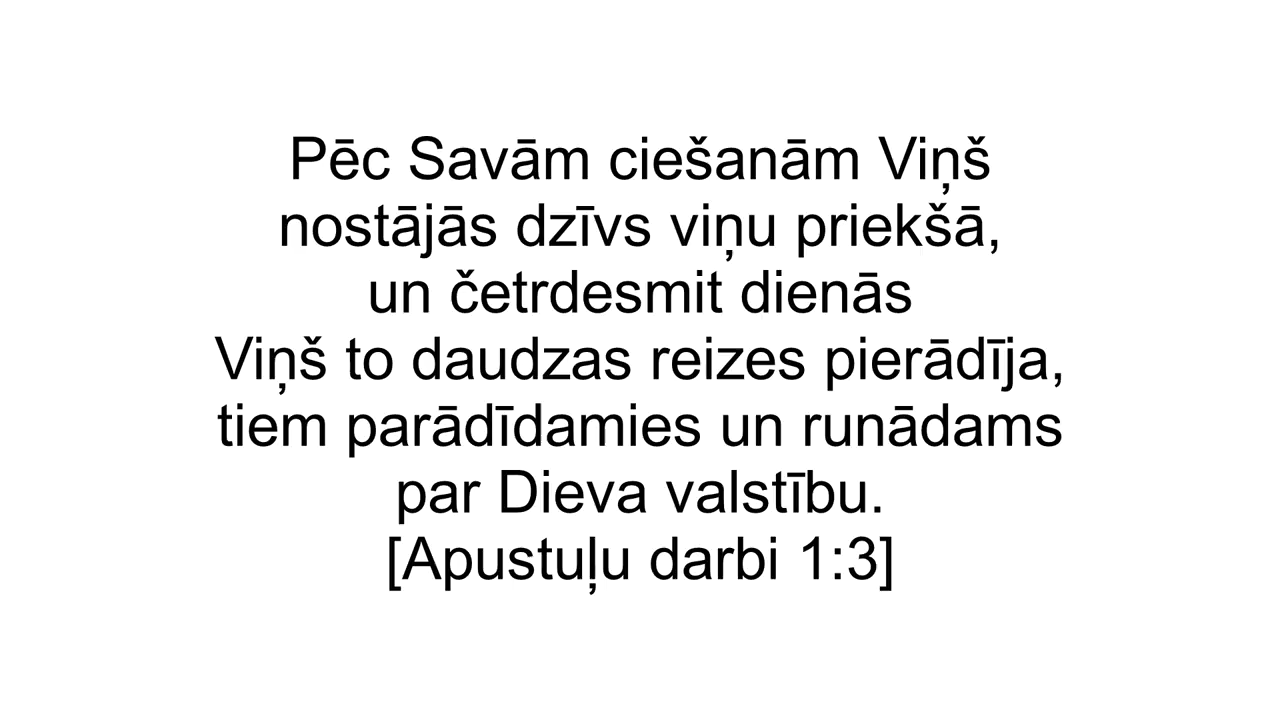 Pēc Savām ciešanām Viņš
nostājās dzīvs viņu priekšā,
un četrdesmit dienās
Viņš to daudzas reizes pierādīja,
tiem parādīdamies un runādams
par Dieva valstību.
[Apustuļu darbi 1:3]